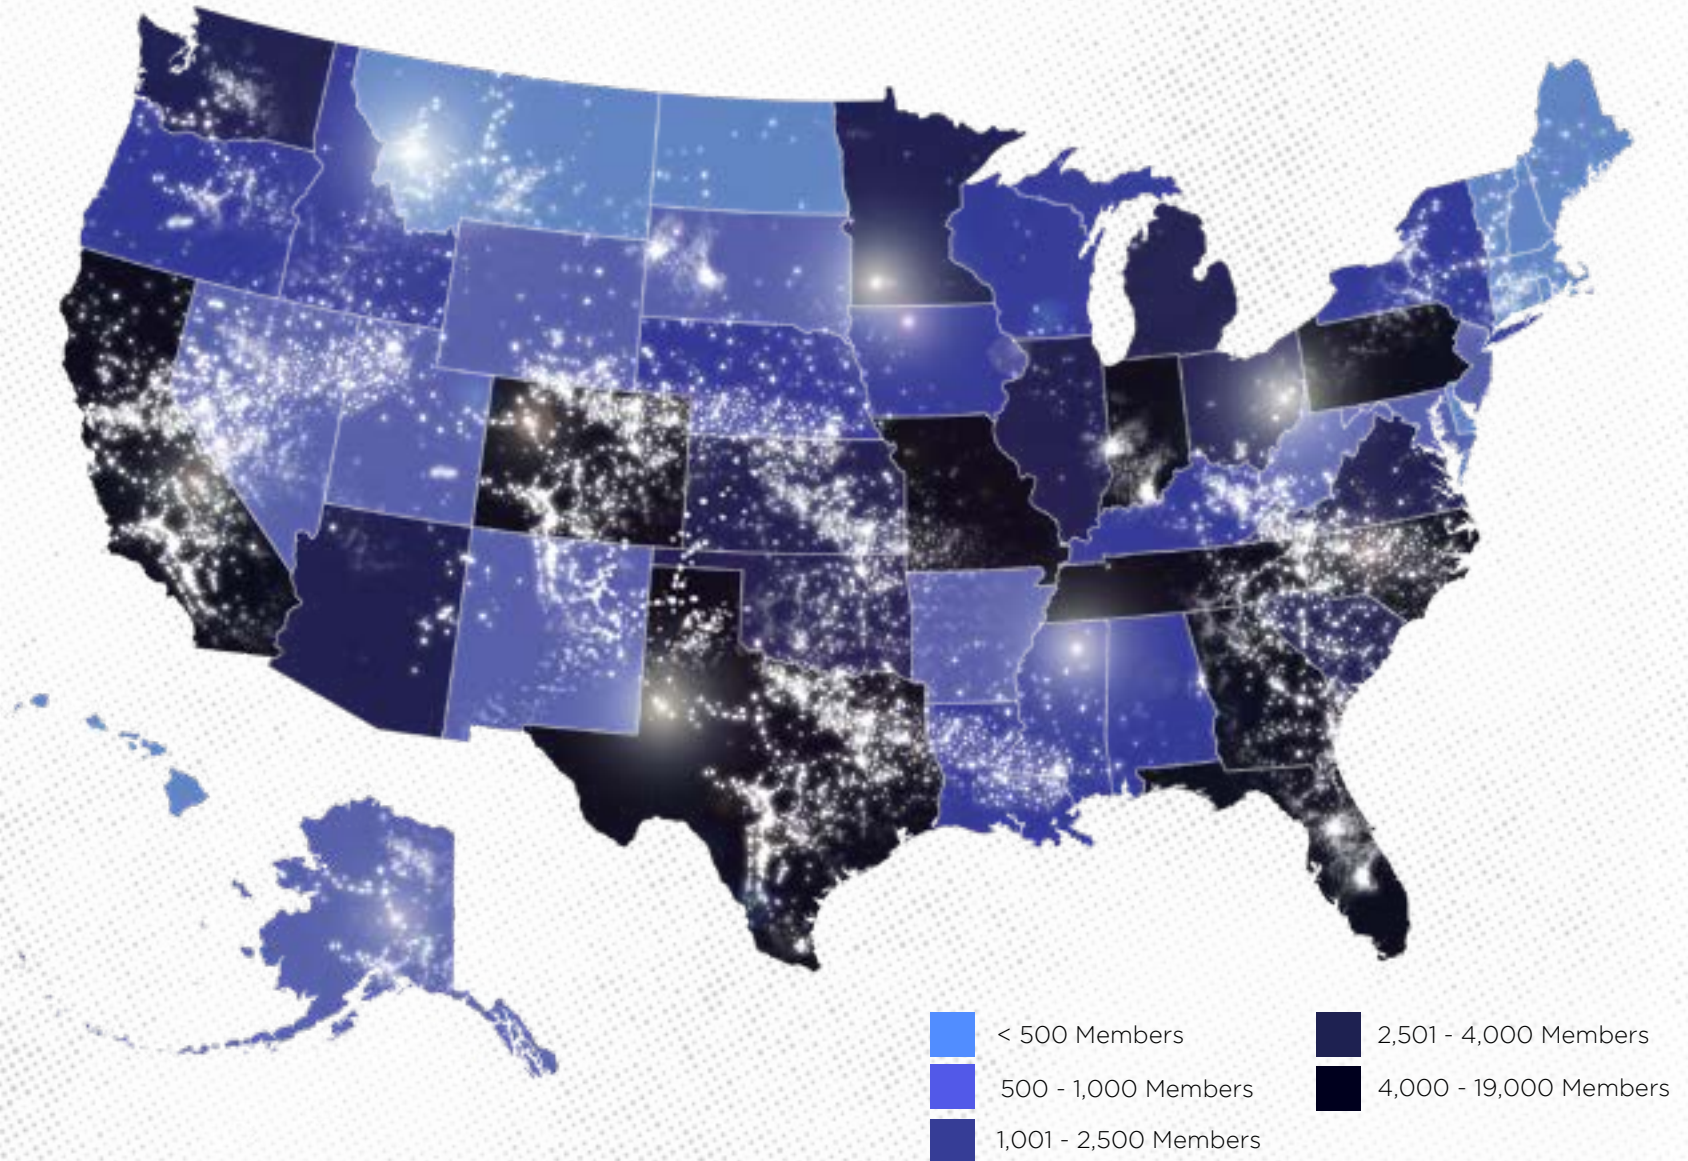 < 500 Members
500 - 1,000 Members
1,001 - 2,500 Members
2,501 - 4,000 Members
4,000 - 19,000 Members